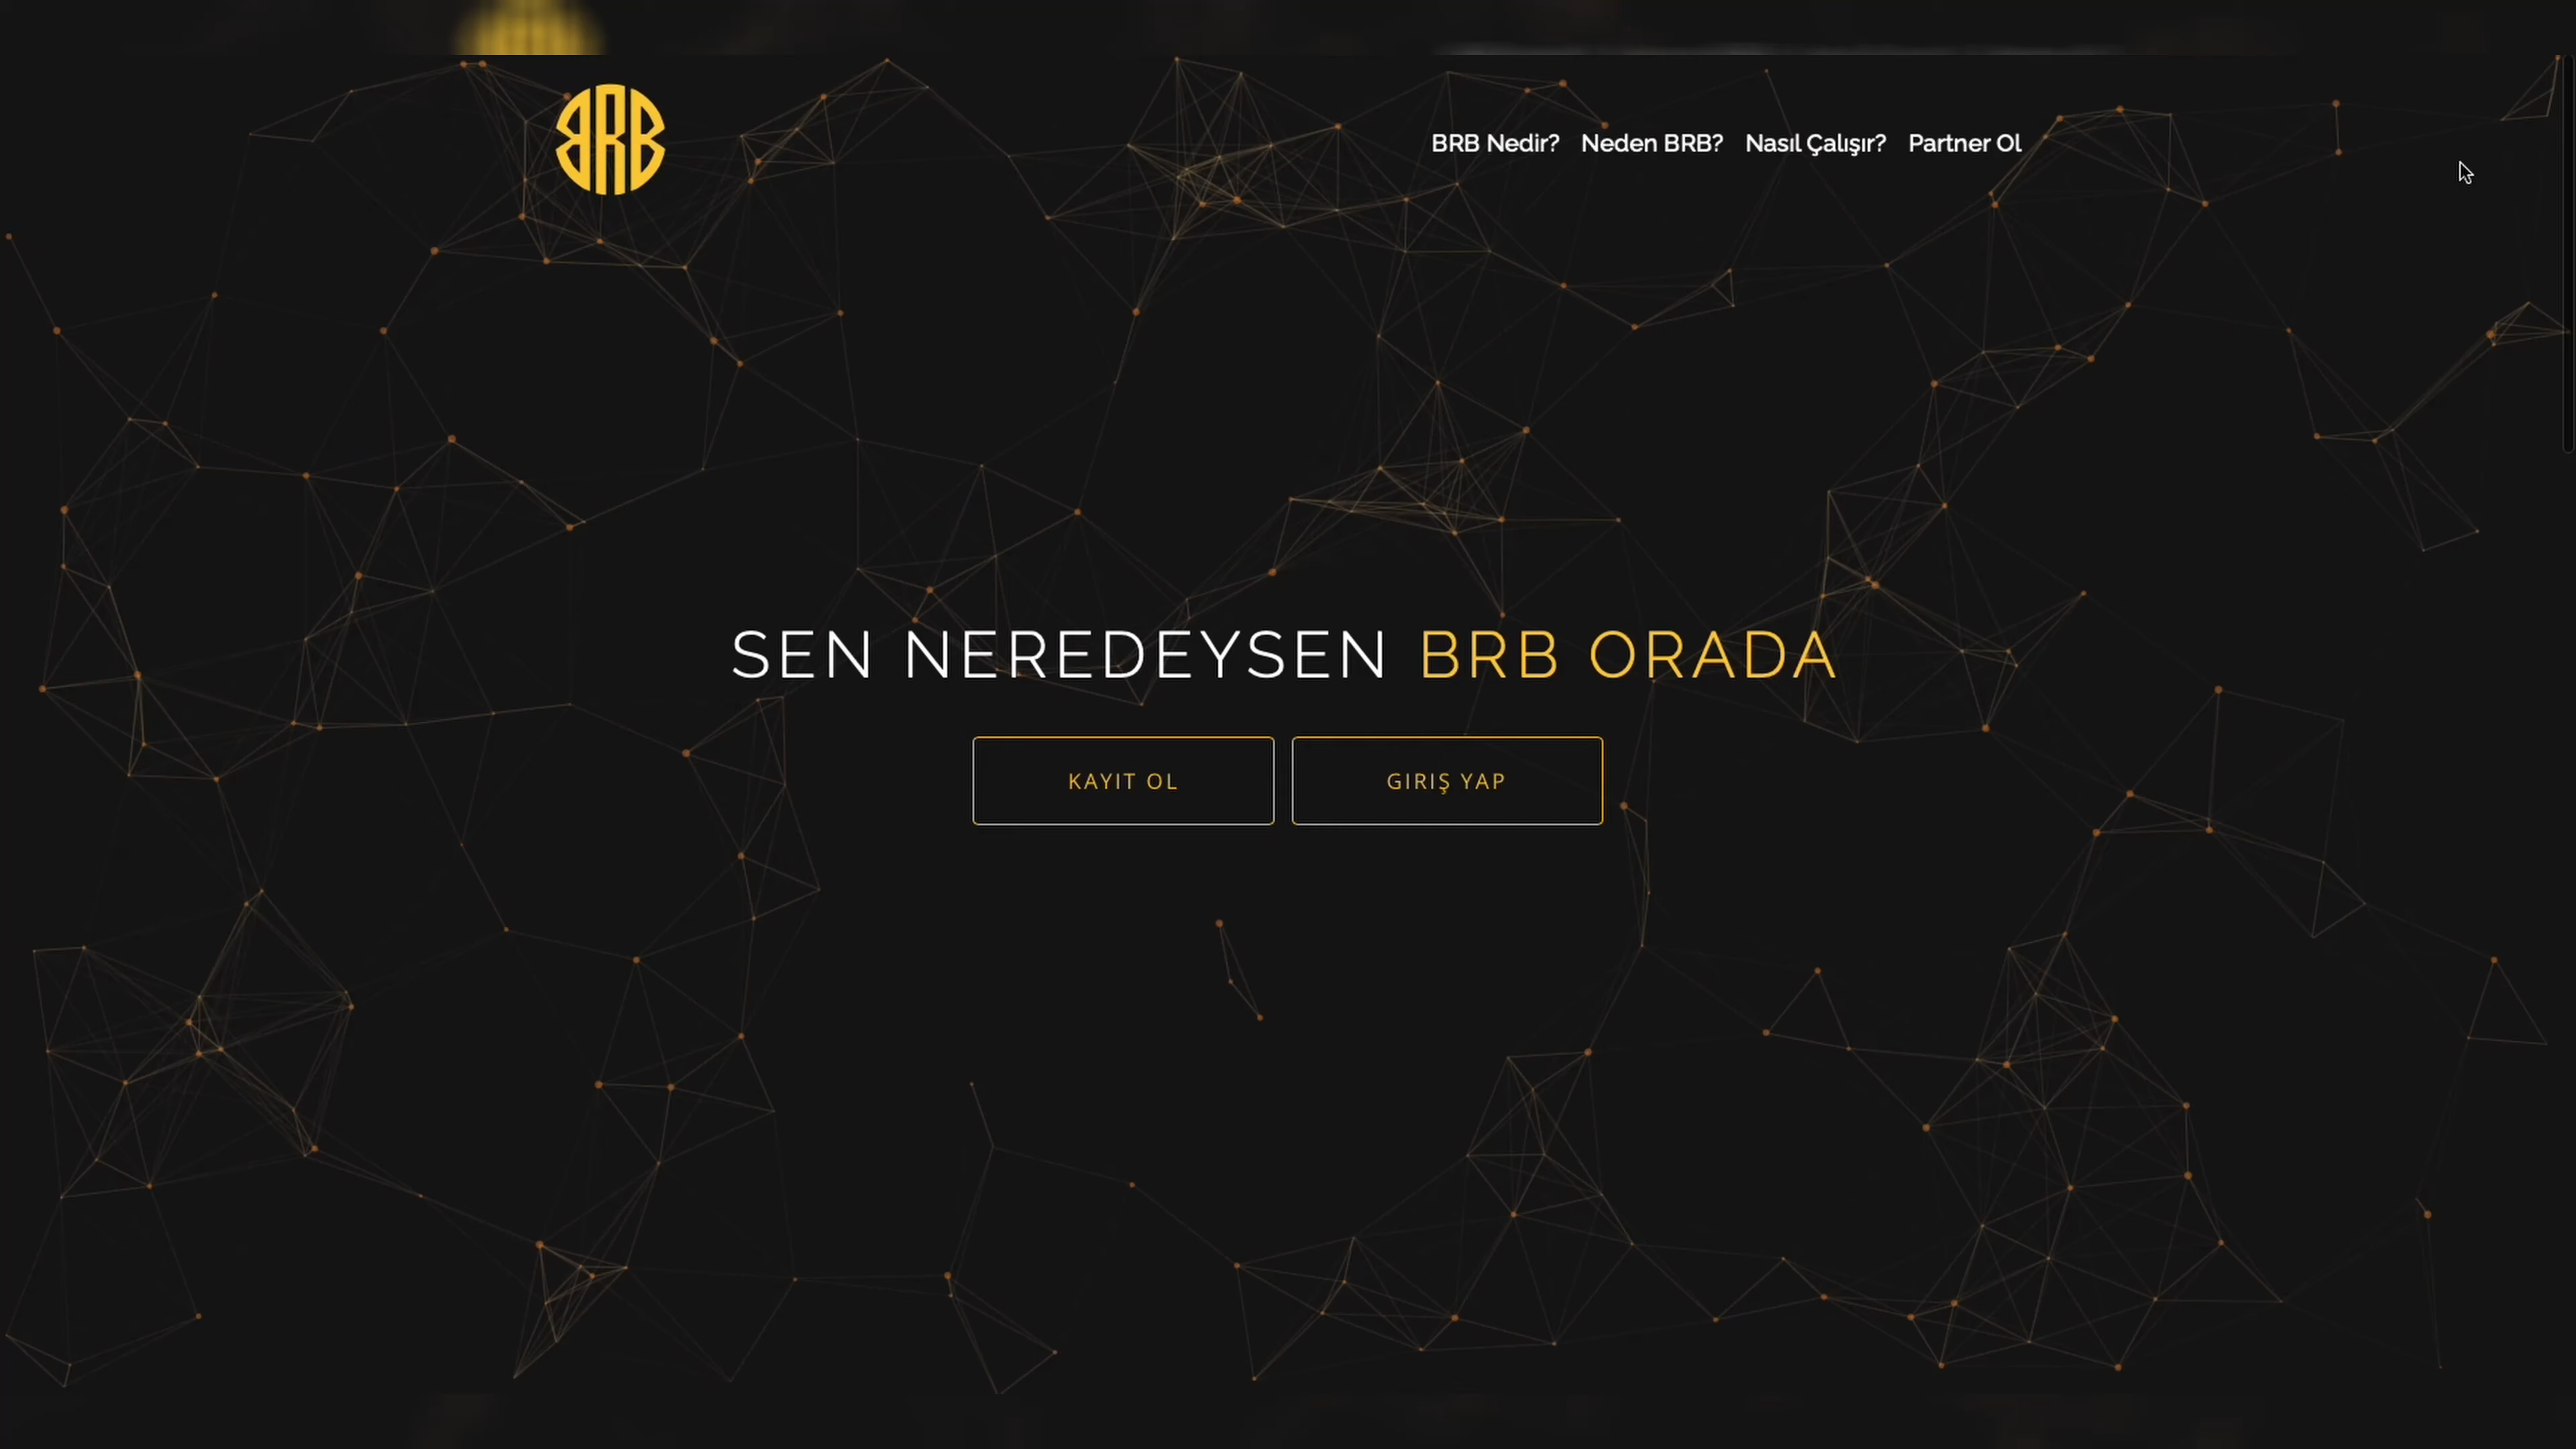 BRB
BRB Nedir? Neden BRB? Nasıl Çalışır? Partner Ol
SEN NEREDEYSEN BRB ORADA
KAYIT OL
GIRIŞ YAP